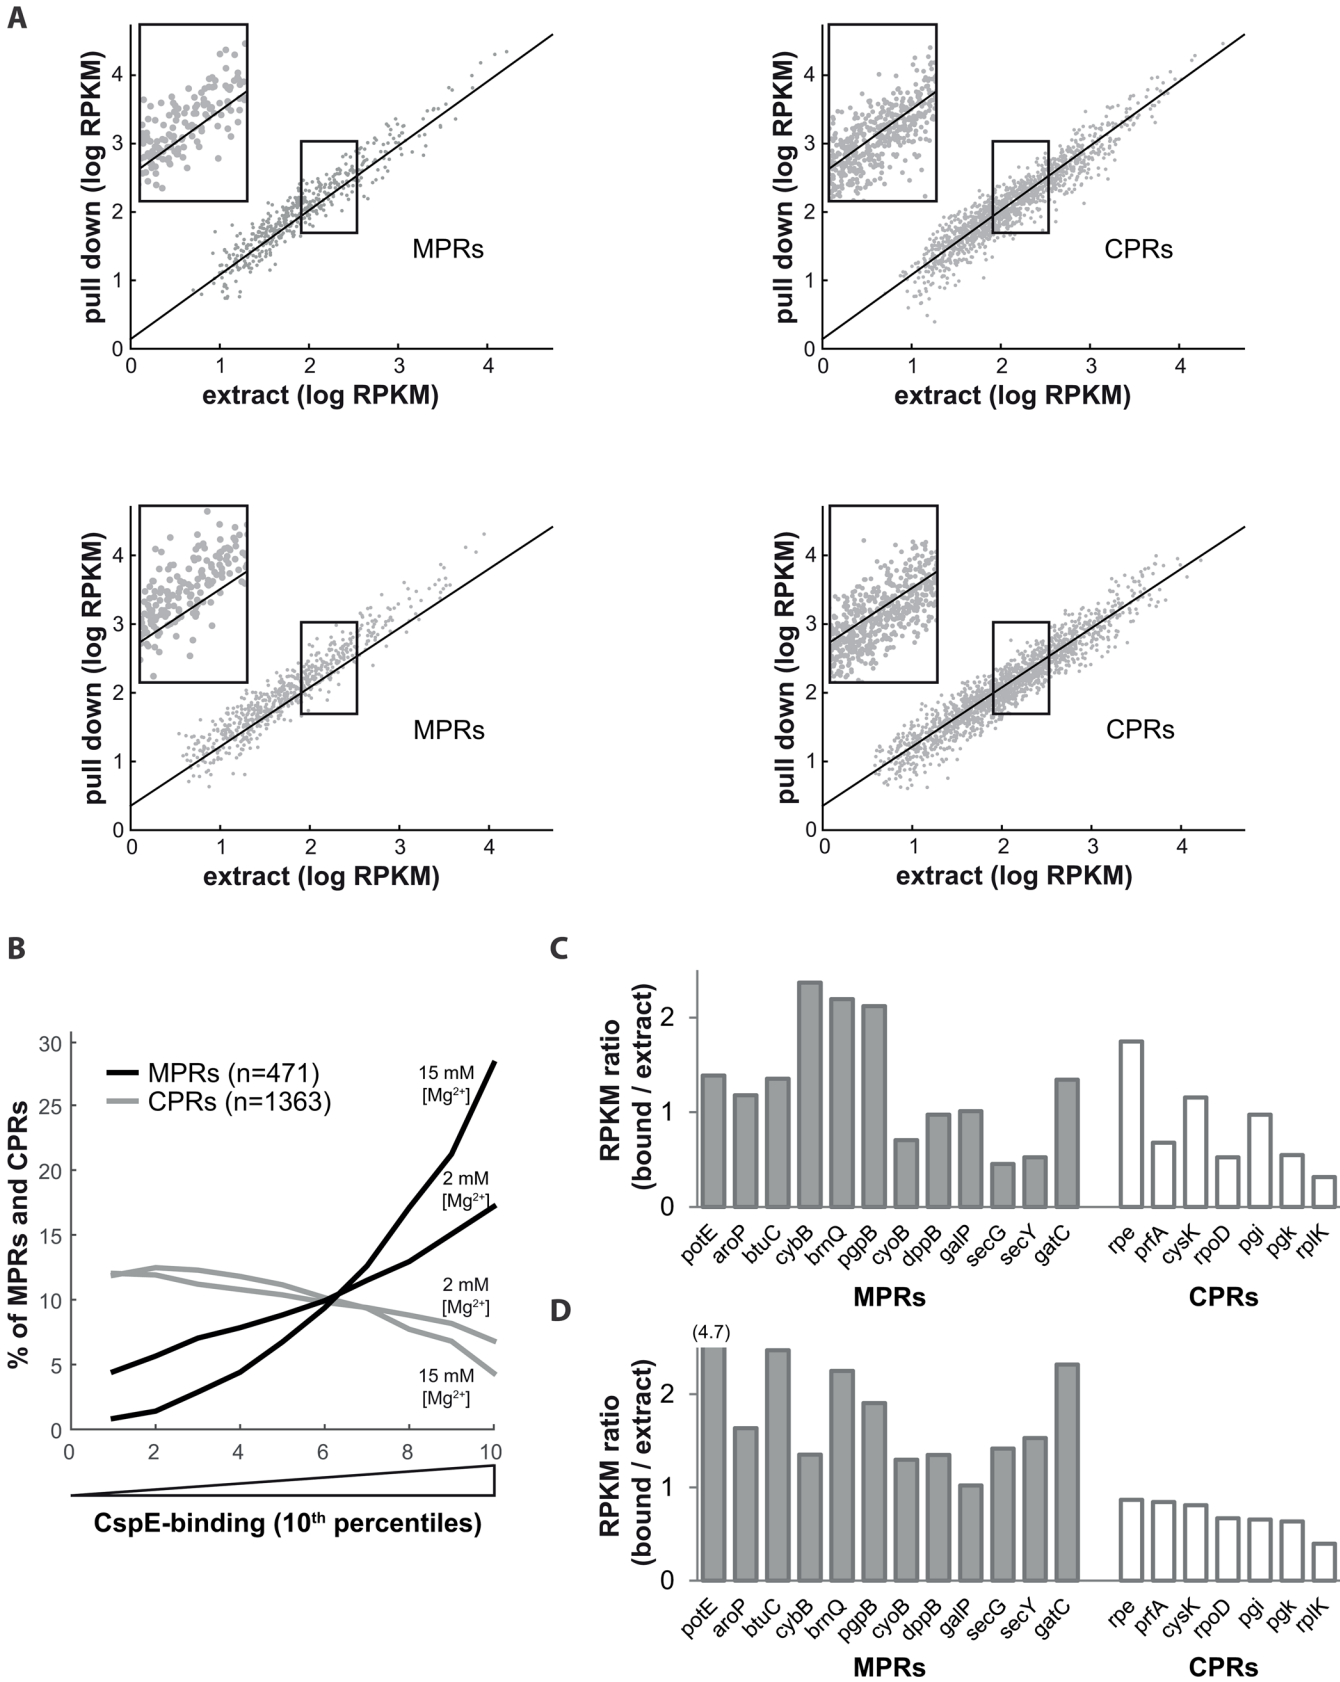 A
pull down (log RPKM)
4
3
2
1
0
MPRs
0 1 2 3 4
extract (log RPKM)
pull down (log RPKM)
4
3
2
1
0
CPRs
0 1 2 3 4
extract (log RPKM)
pull down (log RPKM)
4
3
2
1
0
MPRs
0 1 2 3 4
extract (log RPKM)
pull down (log RPKM)
4
3
2
1
0
CPRs
0 1 2 3 4
extract (log RPKM)
B
% of MPRs and CPRs
30
25
20
15
10
5
0
MPRs (n=471)
CPRs (n=1363)
15 mM
[Mg²⁺]
2 mM
[Mg²⁺]
2 mM
[Mg²⁺]
15 mM
[Mg²⁺]
0 2 4 6 8 10
CspE-binding (10th percentiles)
C
RPKM ratio
(bound / extract)
2
1
0
potE aroP btuC cybB brnQ pgpB cyoB dppB galP secG secY gatC rpe prfA cysK rpoD pgi pgk rplK
MPRs CPRs
D
RPKM ratio
(bound / extract)
(4.7)
2
1
0
potE aroP btuC cybB brnQ pgpB cyoB dppB galP secG secY gatC rpe prfA cysK rpoD pgi pgk rplK
MPRs CPRs